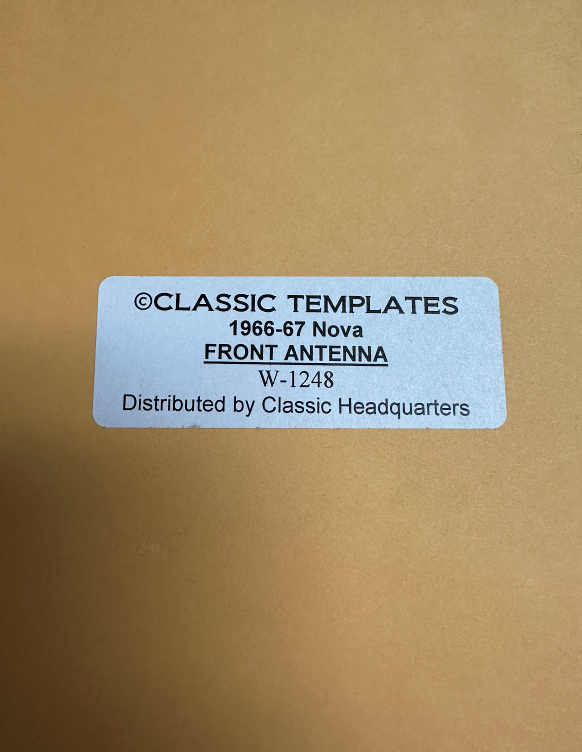 ©CLASSIC TEMPLATES
1966-67 Nova
FRONT ANTENNA
W-1248
Distributed by Classic Headquarters